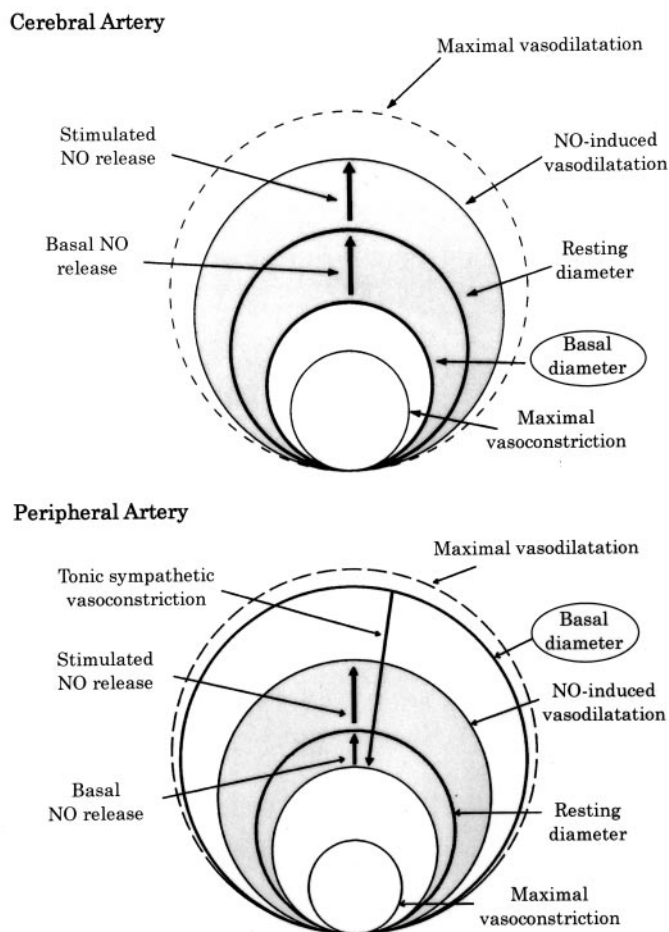 Cerebral Artery
Maximal vasodilatation
Stimulated
NO release
NO-induced
vasodilatation
Basal NO
release
Resting
diameter
Basal
diameter
Maximal
vasoconstriction
Peripheral Artery
Maximal vasodilatation
Tonic sympathetic
vasoconstriction
Basal
diameter
Stimulated
NO release
NO-induced
vasodilatation
Basal
NO release
Resting
diameter
Maximal
vasoconstriction